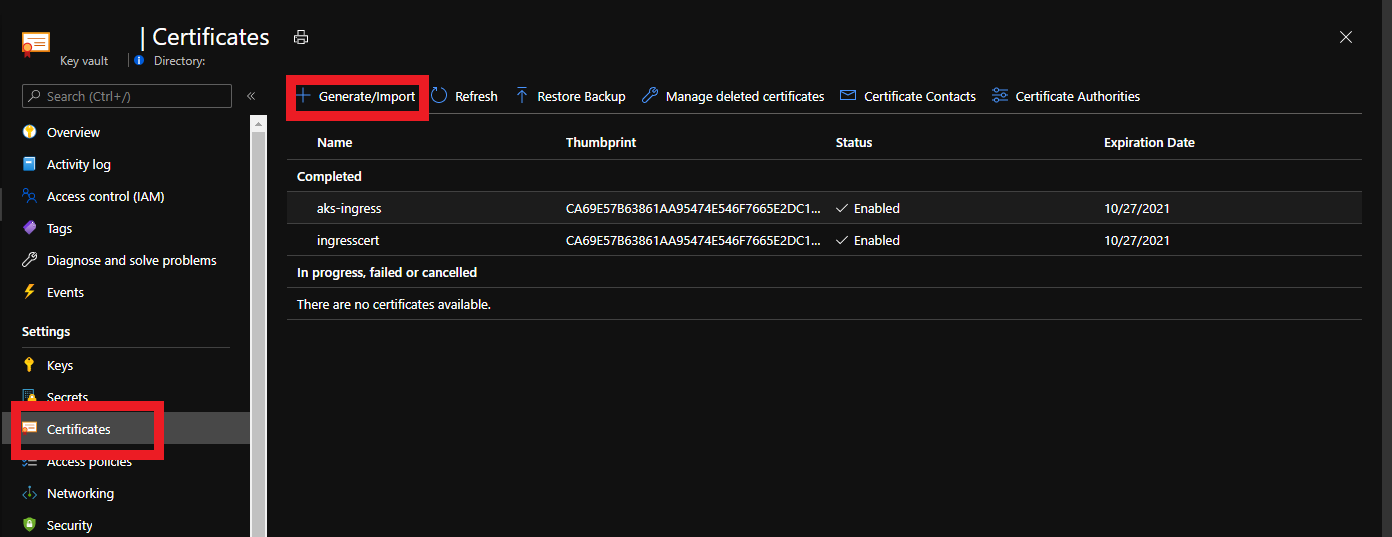 | Certificates
Key vault | Directory:
Search (Ctrl+/) «
Generate/Import Refresh Restore Backup Manage deleted certificates Certificate Contacts Certificate Authorities
Overview
Activity log
Access control (IAM)
Tags
Diagnose and solve problems
Events
Settings
Keys
Secrets
Certificates
Access policies
Networking
Security
Name Thumbprint Status Expiration Date
Completed
aks-ingress CA69E57B63861AA95474E546F7665E2DC1... Enabled 10/27/2021
ingresscert CA69E57B63861AA95474E546F7665E2DC1... Enabled 10/27/2021
In progress, failed or cancelled
There are no certificates available.